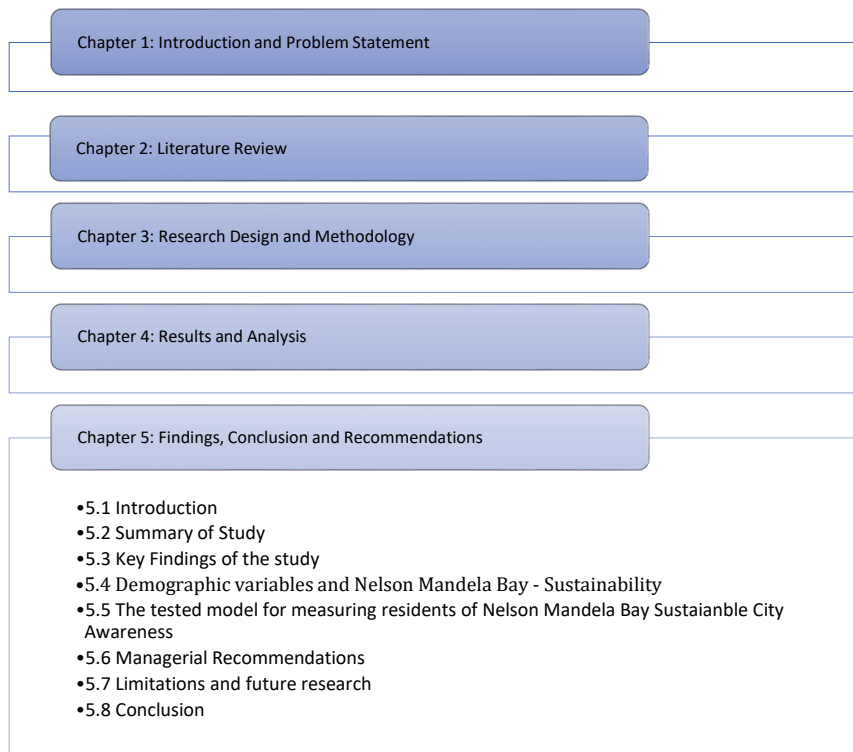 Chapter 1: Introduction and Problem Statement
Chapter 2: Literature Review
Chapter 3: Research Design and Methodology
Chapter 4: Results and Analysis
Chapter 5: Findings, Conclusion and Recommendations
•5.1 Introduction
•5.2 Summary of Study
•5.3 Key Findings of the study
•5.4 Demographic variables and Nelson Mandela Bay - Sustainability
•5.5 The tested model for measuring residents of Nelson Mandela Bay Sustaianble City
Awareness
•5.6 Managerial Recommendations
•5.7 Limitations and future research
•5.8 Conclusion